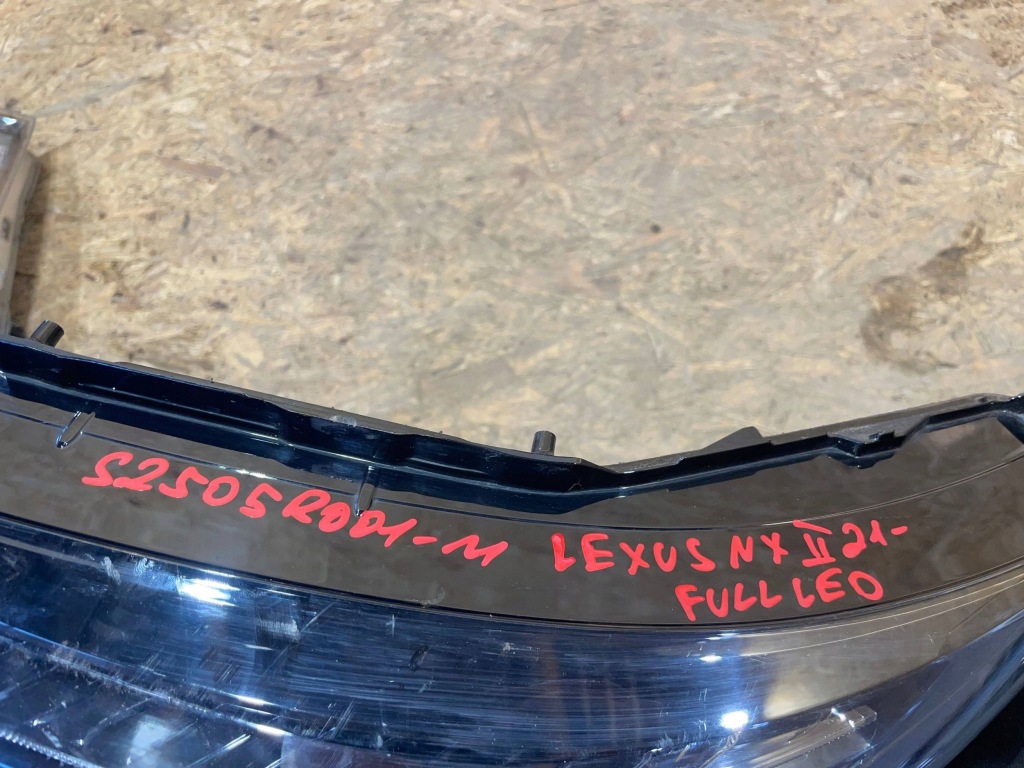 S2505R001-M
LEXUS NX II 21-
FULL LED